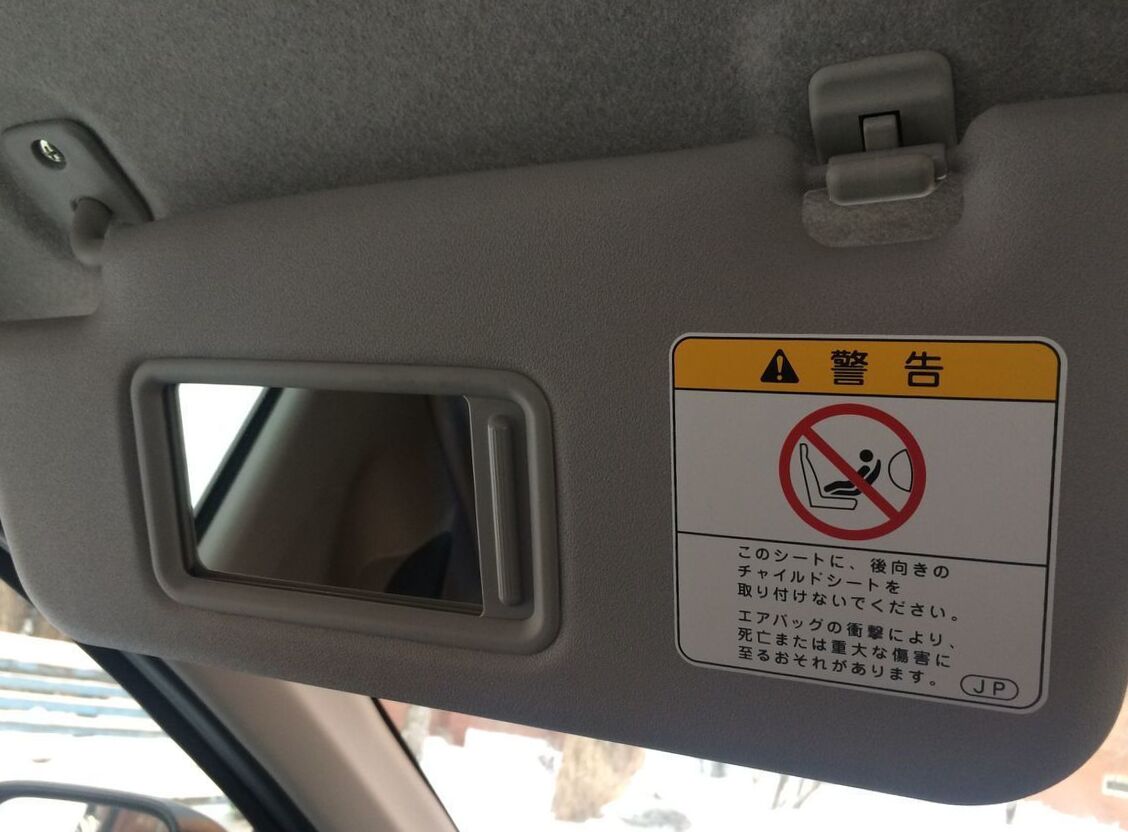 警告
このシートに、後向きの
チャイルドシートを
取り付けないでください。
エアバッグの衝撃により、
死亡または重大な傷害に
至るおそれがあります。
JP